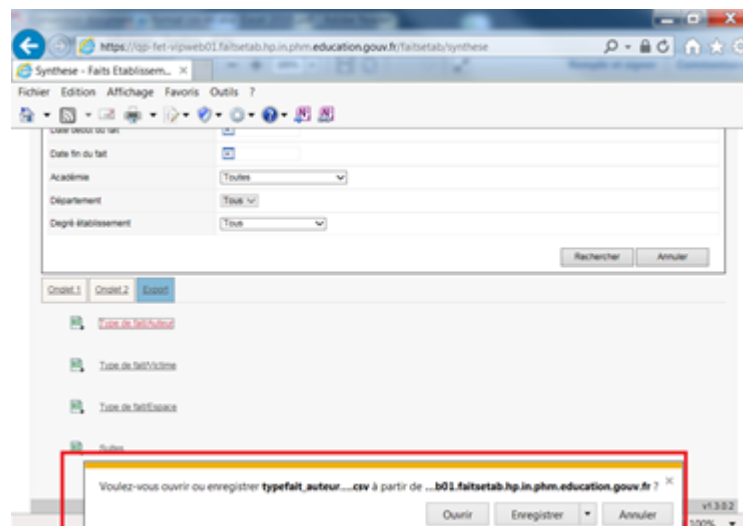 https://qp-fet-vipweb01.faitsetab.hp.in.phm.education.gouv.fr/faitsetab/synthese
Synthese - Faits Etablissem...
Fichier Edition Affichage Favoris Outils ?
Date début du fait
Date fin du fait
Académie Toutes
Département Tous
Degré établissement Tous
Rechercher Annuler
Onglet 1 Onglet 2 Export
Type de fait/Auteur
Type de fait/Victime
Type de fait/Espace
Suites
Voulez-vous ouvrir ou enregistrer typefait_auteur....csv à partir de ...b01.faitsetab.hp.in.phm.education.gouv.fr ?
Ouvrir Enregistrer Annuler
v1.3.0.2
100%